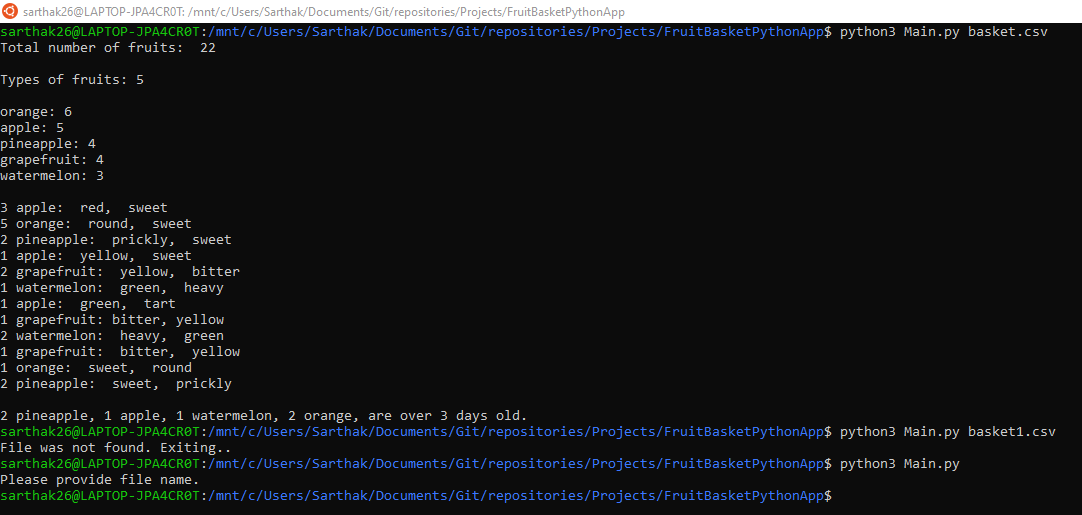 sarthak26@LAPTOP-JPA4CR0T: /mnt/c/Users/Sarthak/Documents/Git/repositories/Projects/FruitBasketPythonApp
sarthak26@LAPTOP-JPA4CR0T:/mnt/c/Users/Sarthak/Documents/Git/repositories/Projects/FruitBasketPythonApp$ python3 Main.py basket.csv
Total number of fruits:  22
Types of fruits: 5
orange: 6
apple: 5
pineapple: 4
grapefruit: 4
watermelon: 3
3 apple:  red,  sweet
5 orange:  round,  sweet
2 pineapple:  prickly,  sweet
1 apple:  yellow,  sweet
2 grapefruit:  yellow,  bitter
1 watermelon:  green,  heavy
1 apple:  green,  tart
1 grapefruit: bitter, yellow
2 watermelon:  heavy,  green
1 grapefruit:  bitter,  yellow
1 orange:  sweet,  round
2 pineapple:  sweet,  prickly
2 pineapple, 1 apple, 1 watermelon, 2 orange, are over 3 days old.
sarthak26@LAPTOP-JPA4CR0T:/mnt/c/Users/Sarthak/Documents/Git/repositories/Projects/FruitBasketPythonApp$ python3 Main.py basket1.csv
File was not found. Exiting..
sarthak26@LAPTOP-JPA4CR0T:/mnt/c/Users/Sarthak/Documents/Git/repositories/Projects/FruitBasketPythonApp$ python3 Main.py
Please provide file name.
sarthak26@LAPTOP-JPA4CR0T:/mnt/c/Users/Sarthak/Documents/Git/repositories/Projects/FruitBasketPythonApp$